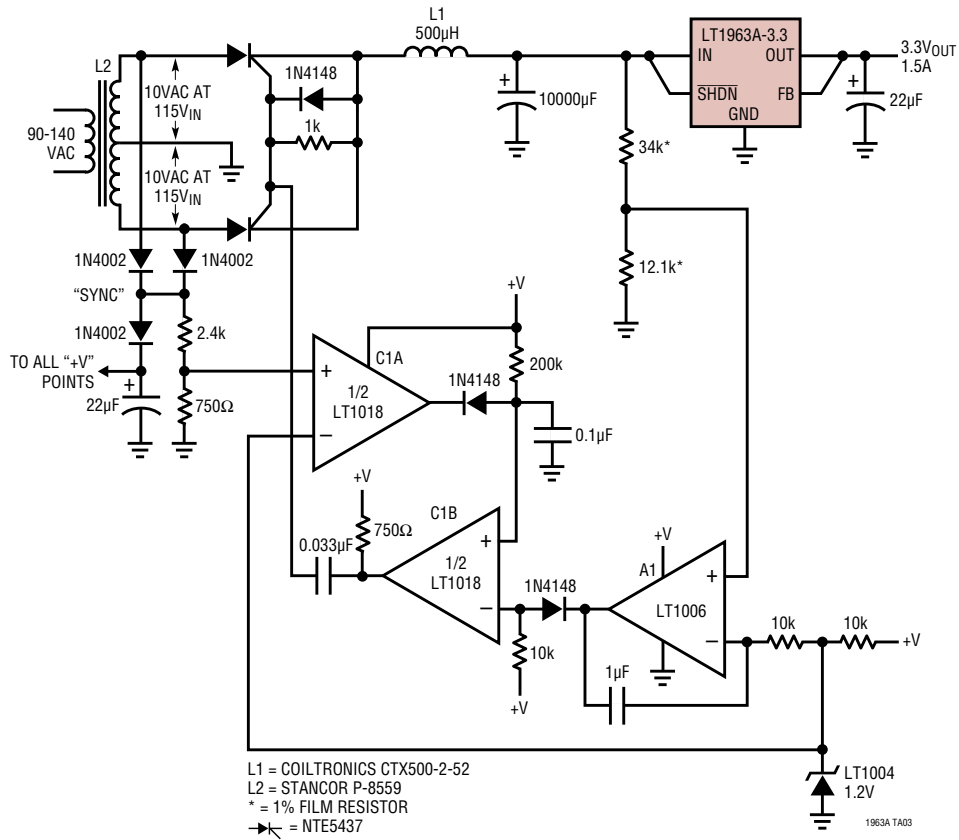 L1
500µH
LT1963A-3.3
IN
OUT
SHDN
FB
GND
3.3VOUT
1.5A
22µF
10000µF
1N4148
1k
L2
10VAC AT
115VIN
90-140
VAC
10VAC AT
115VIN
34k*
12.1k*
1N4002
1N4002
"SYNC"
1N4002
2.4k
TO ALL "+V"
POINTS
22µF
750Ω
+V
200k
C1A
1/2
LT1018
1N4148
0.1µF
+V
750Ω
0.033µF
C1B
1/2
LT1018
1N4148
10k
+V
+V
A1
LT1006
1µF
10k
10k
+V
LT1004
1.2V
L1 = COILTRONICS CTX500-2-52
L2 = STANCOR P-8559
* = 1% FILM RESISTOR
= NTE5437
1963A TA03